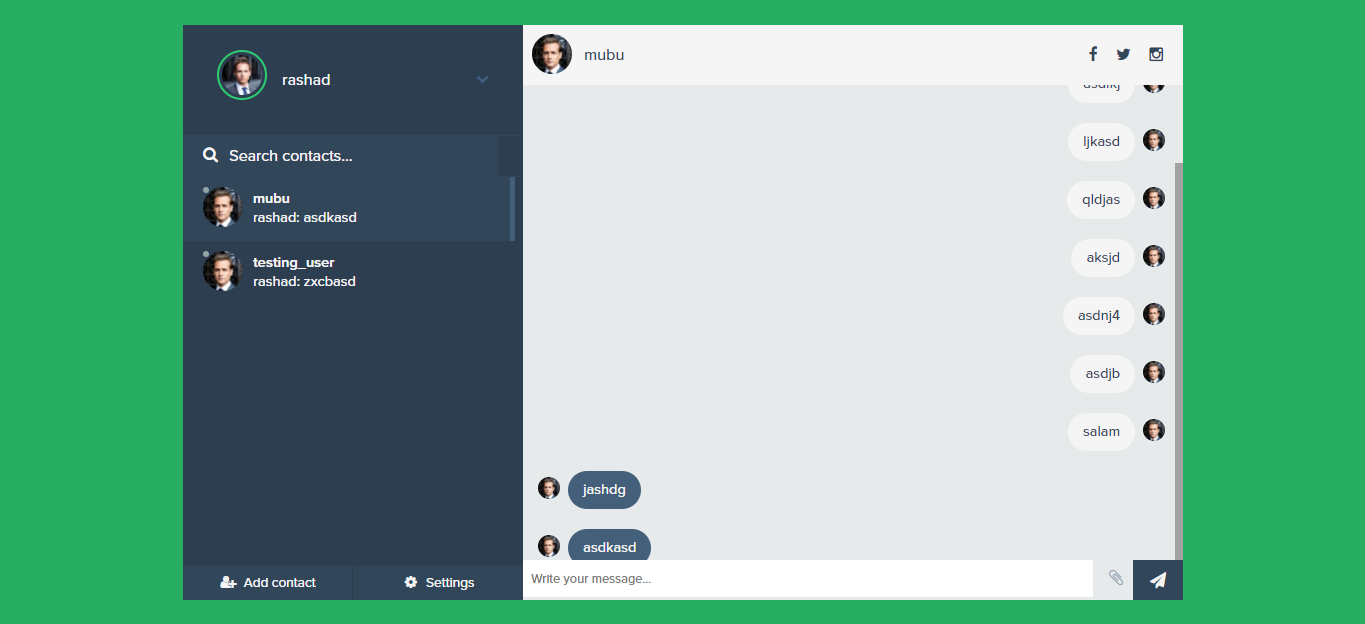 rashad
Search contacts...
mubu
rashad: asdkasd
testing_user
rashad: zxcbasd
Add contact
Settings
mubu
ljkasd
qldjas
aksjd
asdnj4
asdjb
salam
jashdg
asdkasd
Write your message...